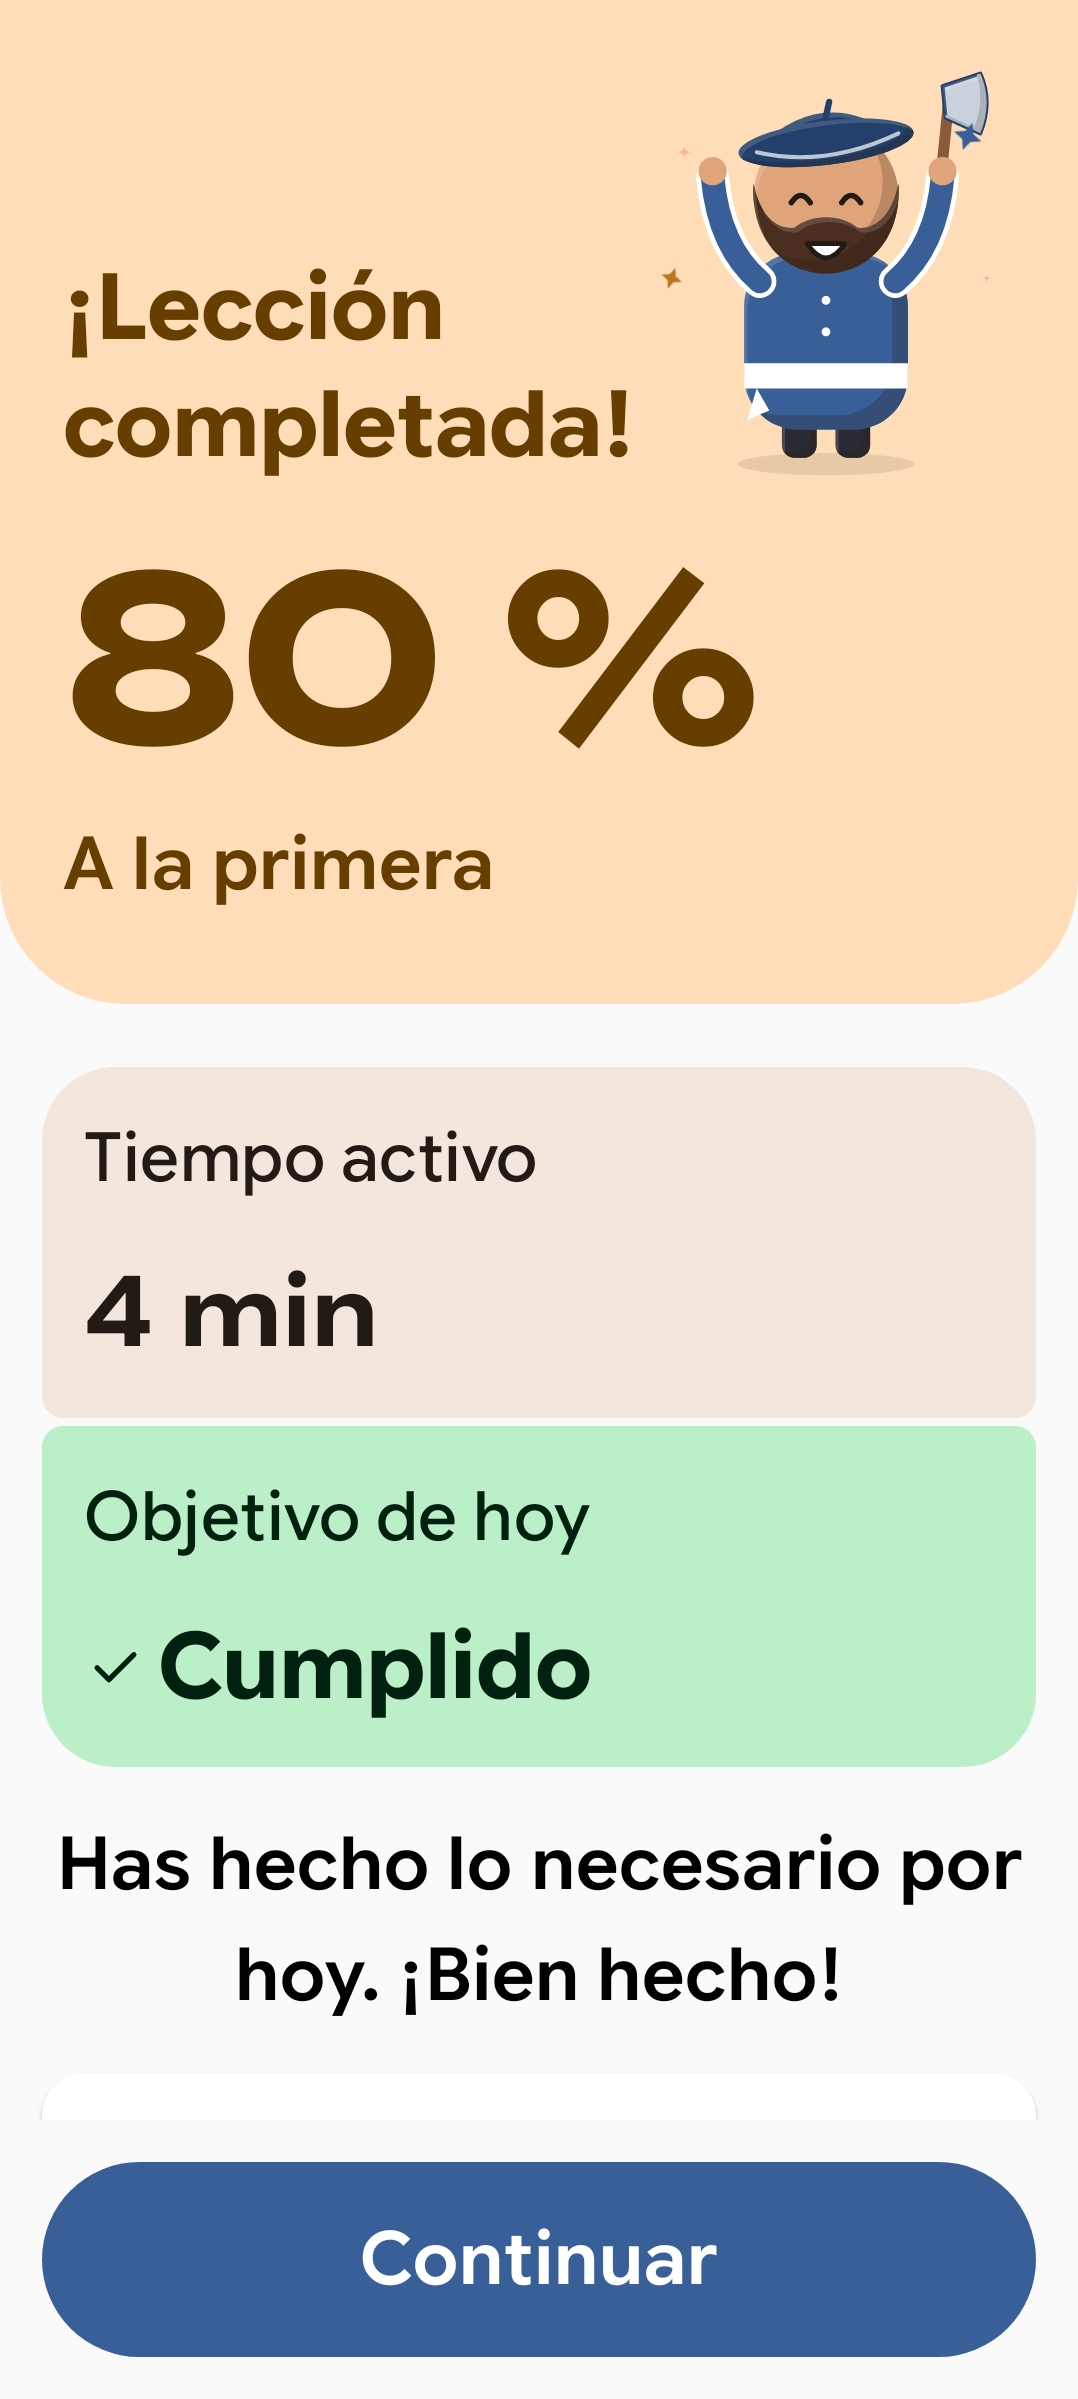 ¡Lección
completada!
80 %
A la primera
Tiempo activo
4 min
Objetivo de hoy
Cumplido
Has hecho lo necesario por
hoy. ¡Bien hecho!
Continuar